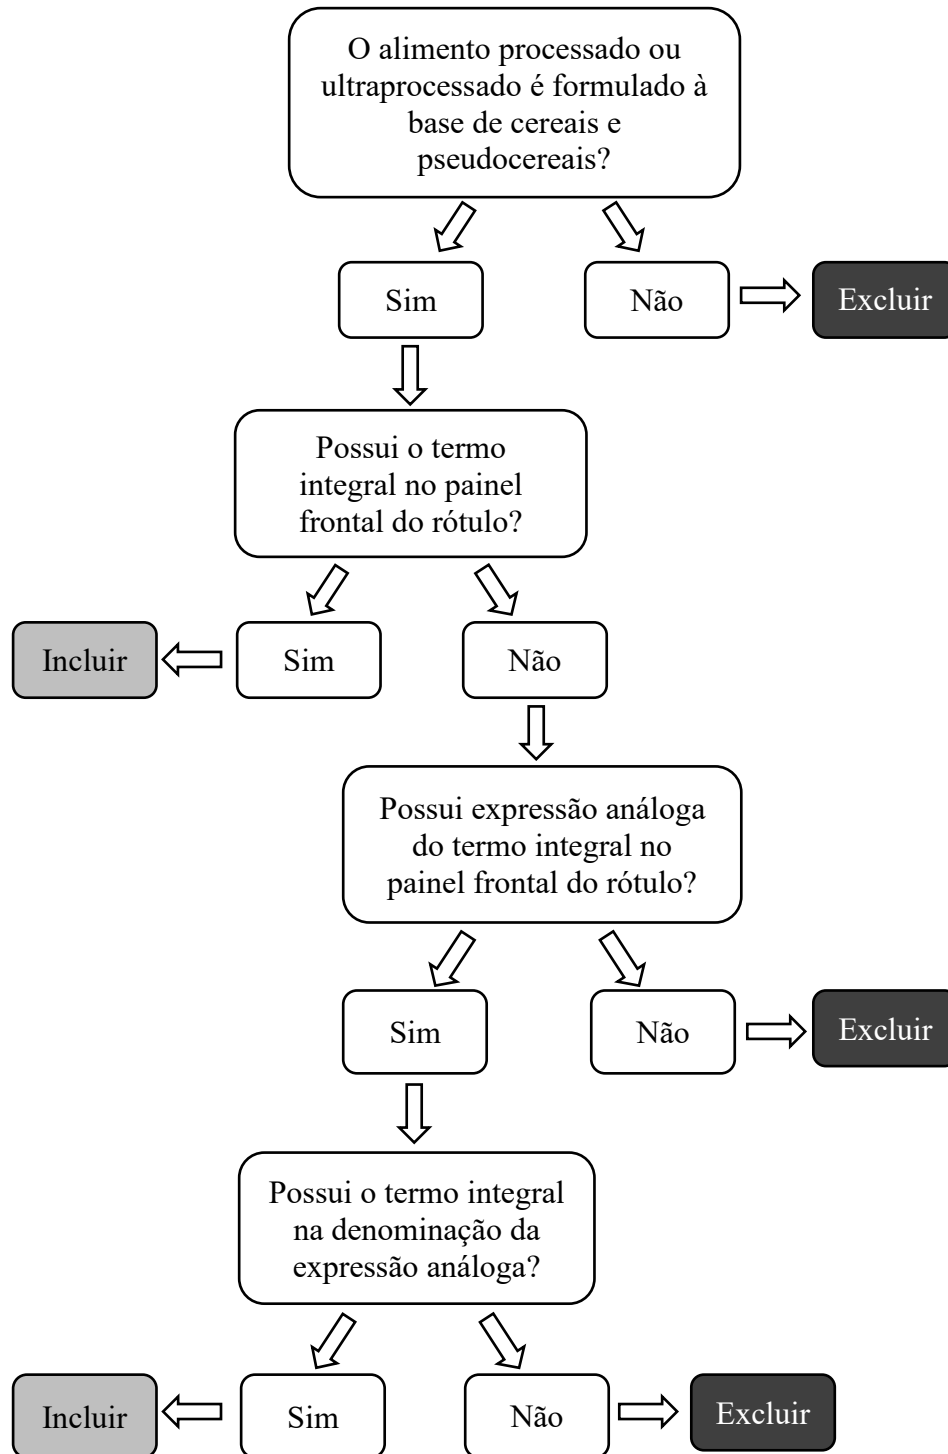 O alimento processado ou
ultraprocessado é formulado à
base de cereais e
pseudocereais?
Sim
Não
Excluir
Possui o termo
integral no painel
frontal do rótulo?
Incluir
Sim
Não
Possui expressão análoga
do termo integral no
painel frontal do rótulo?
Sim
Não
Excluir
Possui o termo integral
na denominação da
expressão análoga?
Incluir
Sim
Não
Excluir